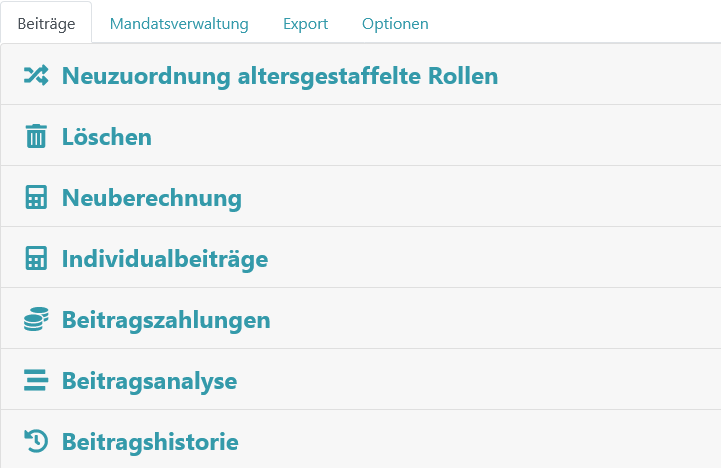 Beiträge Mandatsverwaltung Export Optionen
Neuzuordnung altersgestaffelte Rollen
Löschen
Neuberechnung
Individualbeiträge
Beitragszahlungen
Beitragsanalyse
Beitragshistorie